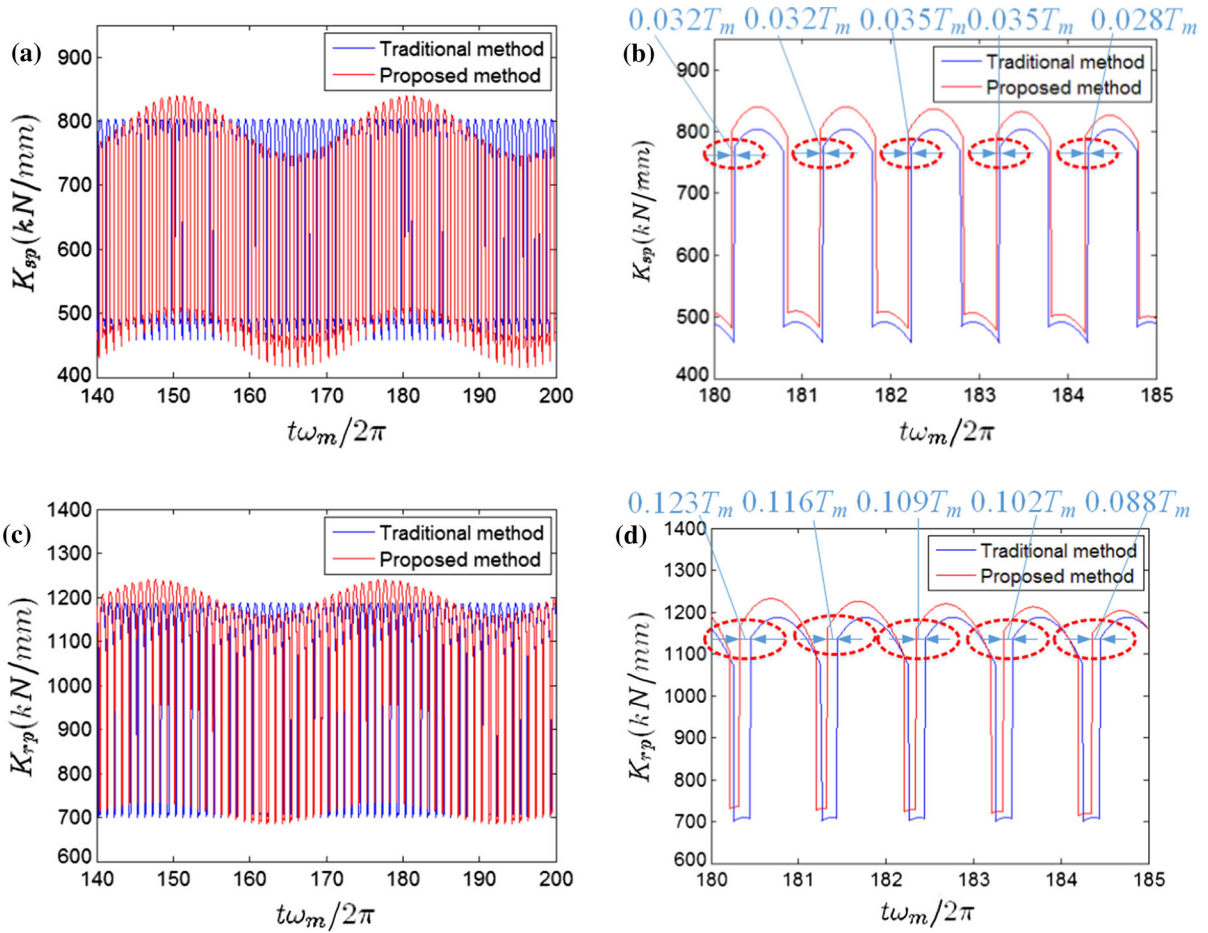 (a)
Traditional method
Proposed method
900
800
700
600
500
400
140 150 160 170 180 190 200
K_sp(kN/mm)
tω_m/2π
0.032T_m 0.032T_m 0.035T_m 0.035T_m 0.028T_m
(b)
Traditional method
Proposed method
900
800
700
600
500
400
180 181 182 183 184 185
K_sp(kN/mm)
tω_m/2π
(c)
Traditional method
Proposed method
1400
1300
1200
1100
1000
900
800
700
600
140 150 160 170 180 190 200
K_rp(kN/mm)
tω_m/2π
0.123T_m 0.116T_m 0.109T_m 0.102T_m 0.088T_m
(d)
Traditional method
Proposed method
1400
1300
1200
1100
1000
900
800
700
600
180 181 182 183 184 185
K_rp(kN/mm)
tω_m/2π